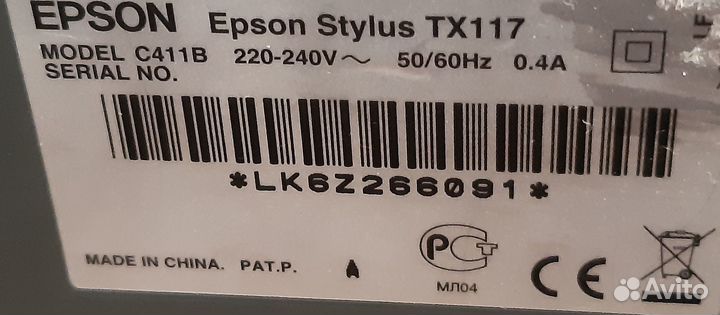 EPSON Epson Stylus TX117
MODEL C411B 220-240V~ 50/60Hz 0.4A
SERIAL NO.
*LK6Z266091*
PCT
МЛ04
MADE IN CHINA. PAT.P.
CE
Avito